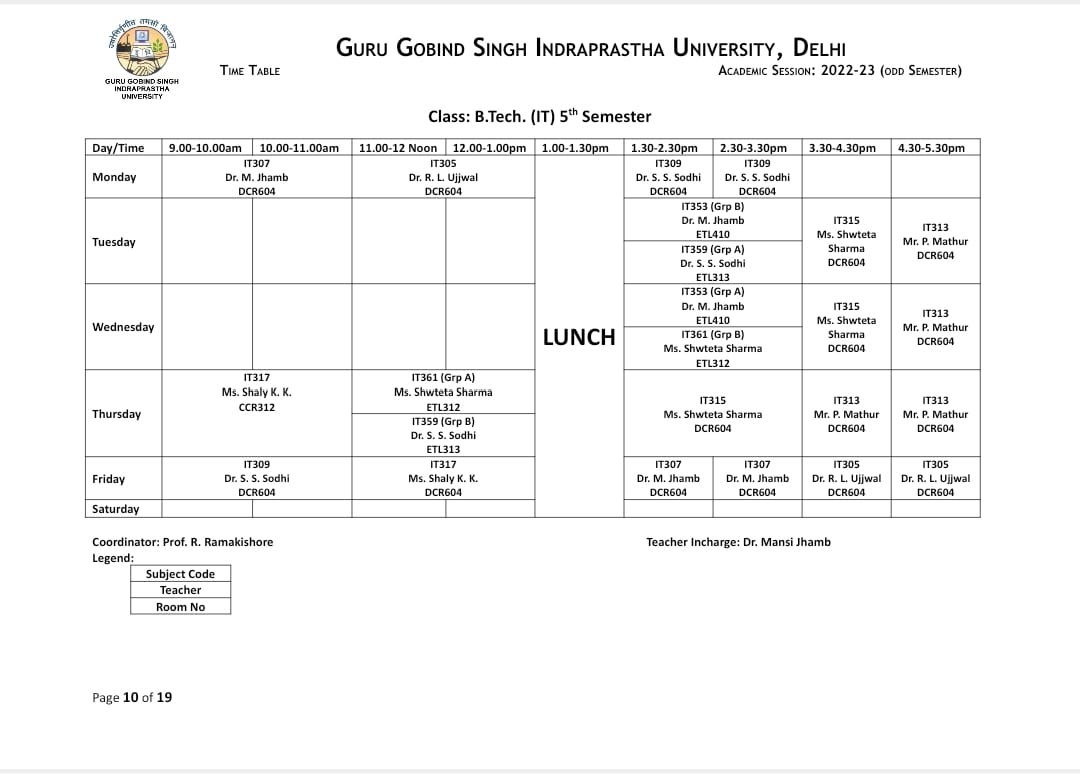 ज्योतिर्वृणीत तमसो विजानन
GURU GOBIND SINGH
INDRAPRASTHA
UNIVERSITY
GURU GOBIND SINGH INDRAPRASTHA UNIVERSITY, DELHI
TIME TABLE
ACADEMIC SESSION: 2022-23 (ODD SEMESTER)
Class: B.Tech. (IT) 5th Semester
Day/Time 9.00-10.00am 10.00-11.00am 11.00-12 Noon 12.00-1.00pm 1.00-1.30pm 1.30-2.30pm 2.30-3.30pm 3.30-4.30pm 4.30-5.30pm
Monday
IT307
Dr. M. Jhamb
DCR604
IT305
Dr. R. L. Ujjwal
DCR604
LUNCH
IT309
Dr. S. S. Sodhi
DCR604
IT309
Dr. S. S. Sodhi
DCR604
Tuesday
IT353 (Grp B)
Dr. M. Jhamb
ETL410
IT359 (Grp A)
Dr. S. S. Sodhi
ETL313
IT315
Ms. Shwteta
Sharma
DCR604
IT313
Mr. P. Mathur
DCR604
Wednesday
IT353 (Grp A)
Dr. M. Jhamb
ETL410
IT361 (Grp B)
Ms. Shwteta Sharma
ETL312
IT315
Ms. Shwteta
Sharma
DCR604
IT313
Mr. P. Mathur
DCR604
Thursday
IT317
Ms. Shaly K. K.
CCR312
IT361 (Grp A)
Ms. Shwteta Sharma
ETL312
IT359 (Grp B)
Dr. S. S. Sodhi
ETL313
IT315
Ms. Shwteta Sharma
DCR604
IT313
Mr. P. Mathur
DCR604
IT313
Mr. P. Mathur
DCR604
Friday
IT309
Dr. S. S. Sodhi
DCR604
IT317
Ms. Shaly K. K.
DCR604
IT307
Dr. M. Jhamb
DCR604
IT307
Dr. M. Jhamb
DCR604
IT305
Dr. R. L. Ujjwal
DCR604
IT305
Dr. R. L. Ujjwal
DCR604
Saturday
Coordinator: Prof. R. Ramakishore
Teacher Incharge: Dr. Mansi Jhamb
Legend:
Subject Code
Teacher
Room No
Page 10 of 19